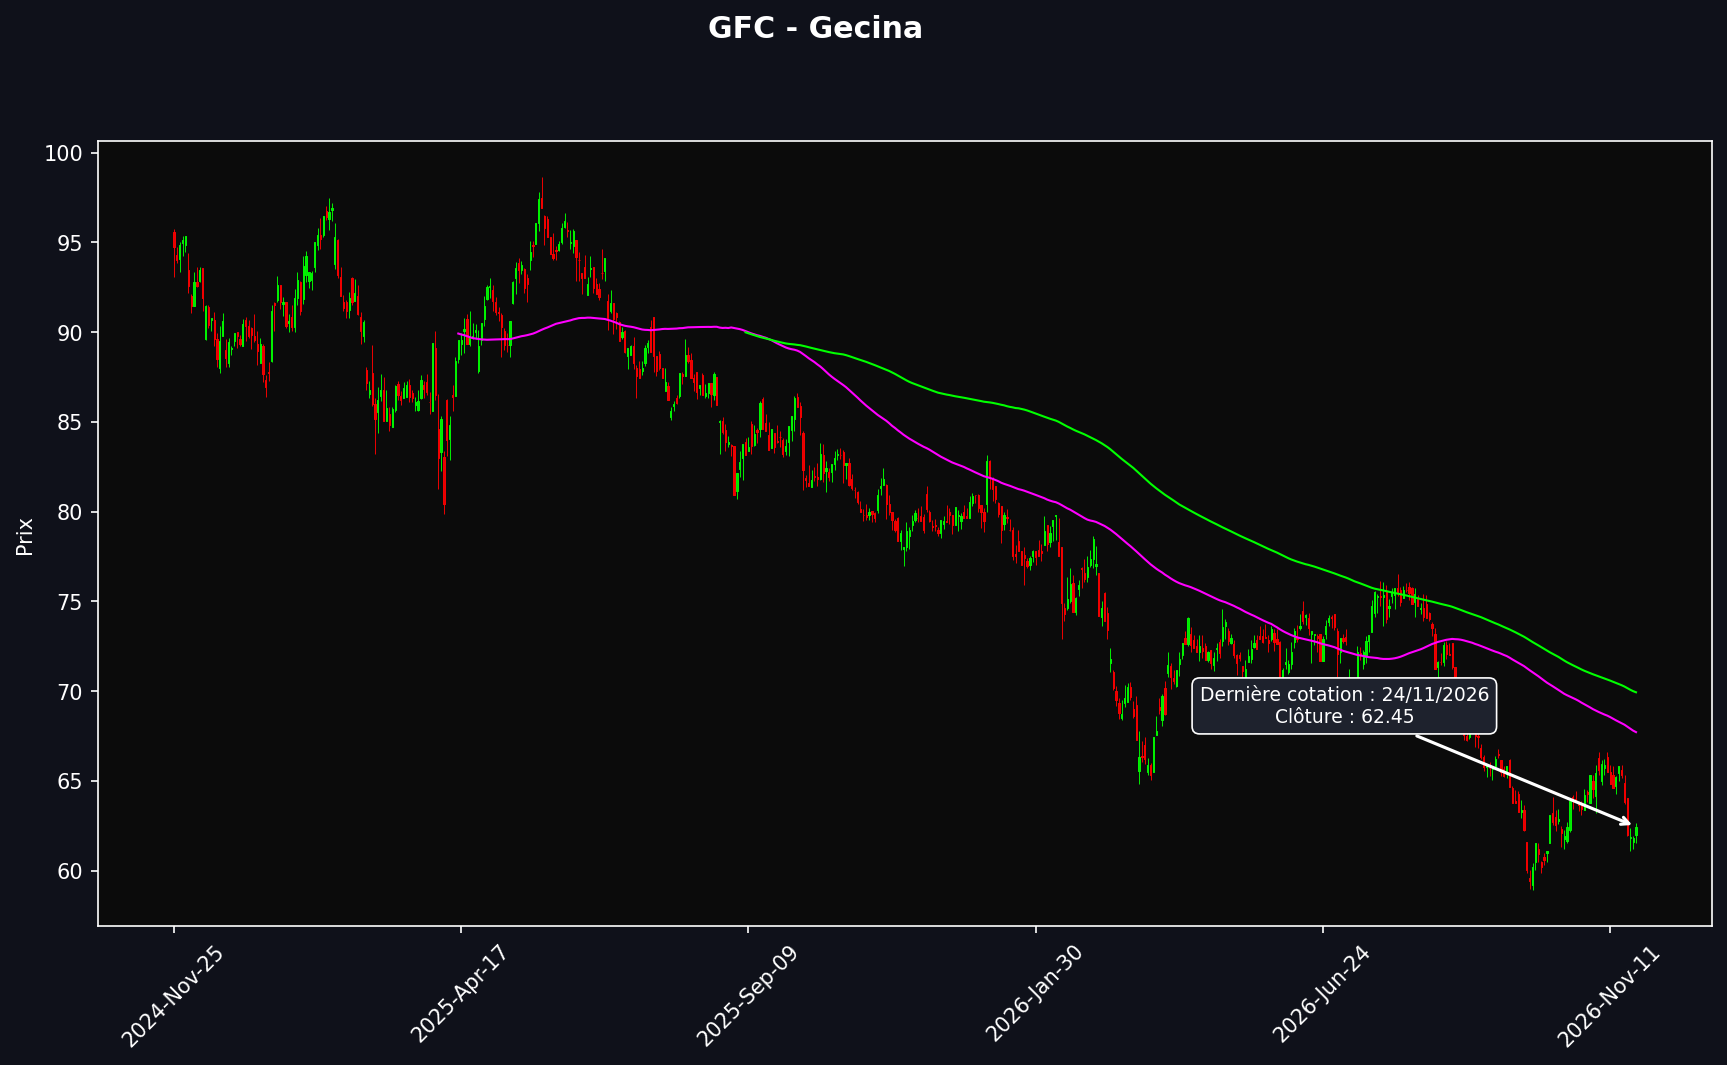 GFC - Gecina
Prix
100
95
90
85
80
75
70
65
60
Dernière cotation : 24/11/2026
Clôture : 62.45
2024-Nov-25
2025-Apr-17
2025-Sep-09
2026-Jan-30
2026-Jun-24
2026-Nov-11